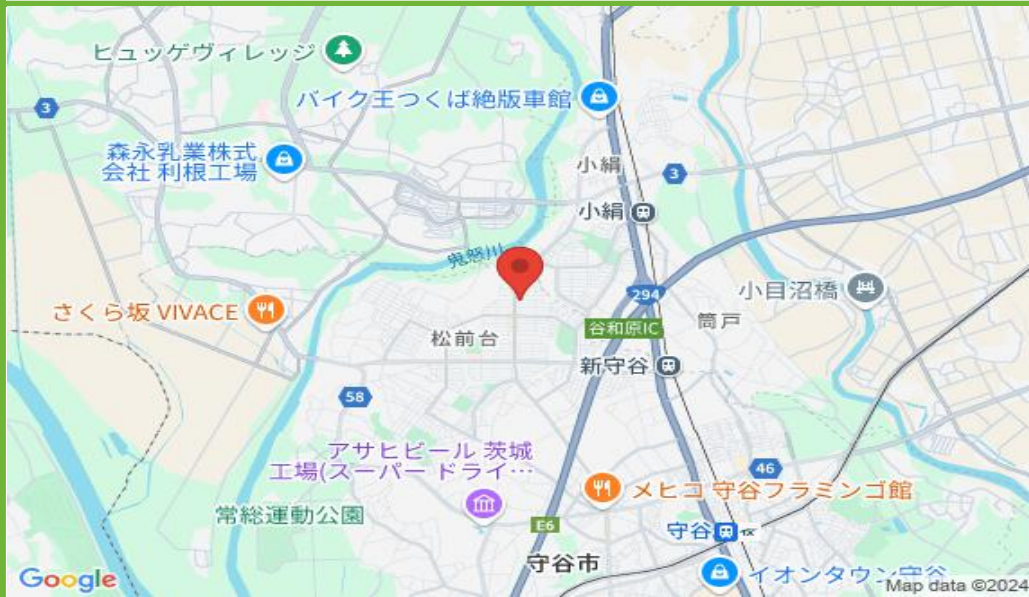 ヒュッゲヴィレッジ
3
バイク王つくば絶版車館
森永乳業株式
会社 利根工場
小絹
3
小絹
鬼怒川
294
小目沼橋
さくら坂 VIVACE
谷和原IC
筒戸
松前台
新守谷
58
アサヒビール 茨城
工場(スーパー ドライ…
46
メヒコ 守谷フラミンゴ館
常総運動公園
E6
守谷
守谷市
イオンタウン守谷
Google
Map data ©2024